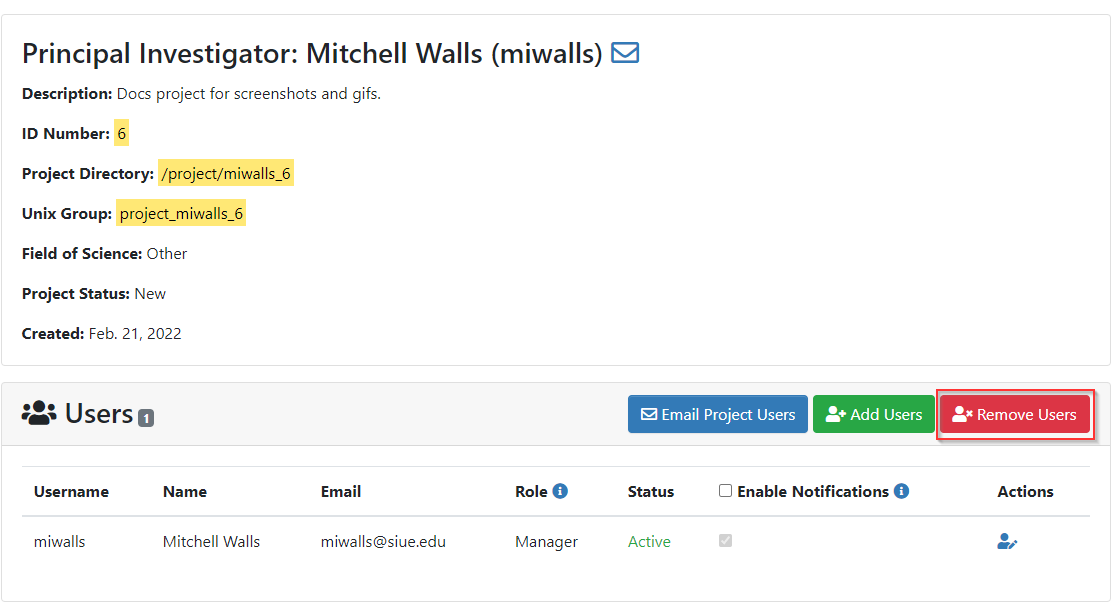 Principal Investigator: Mitchell Walls (miwalls)
Description: Docs project for screenshots and gifs.
ID Number: 6
Project Directory: /project/miwalls_6
Unix Group: project_miwalls_6
Field of Science: Other
Project Status: New
Created: Feb. 21, 2022
Users 1 Email Project Users Add Users Remove Users
Username Name Email Role Status Enable Notifications Actions
miwalls Mitchell Walls miwalls@siue.edu Manager Active